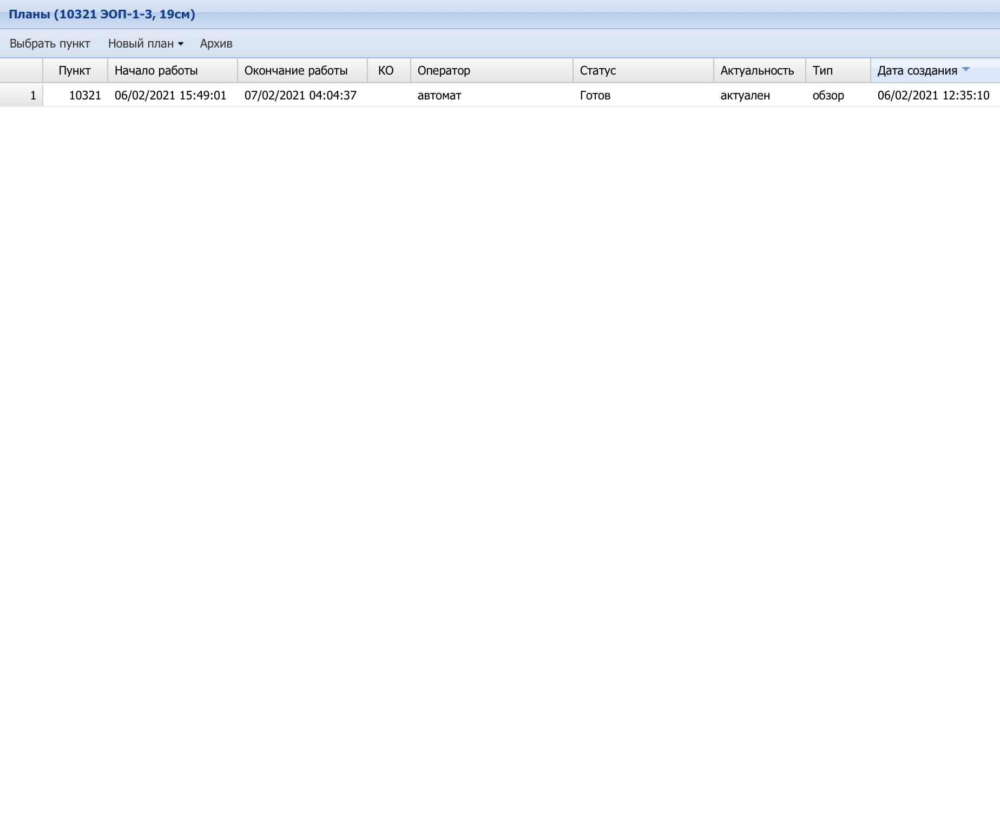 Планы (10321 ЭОП-1-3, 19см)
Выбрать пункт Новый план Архив
Пункт Начало работы Окончание работы КО Оператор Статус Актуальность Тип Дата создания
1 10321 06/02/2021 15:49:01 07/02/2021 04:04:37 автомат Готов актуален обзор 06/02/2021 12:35:10